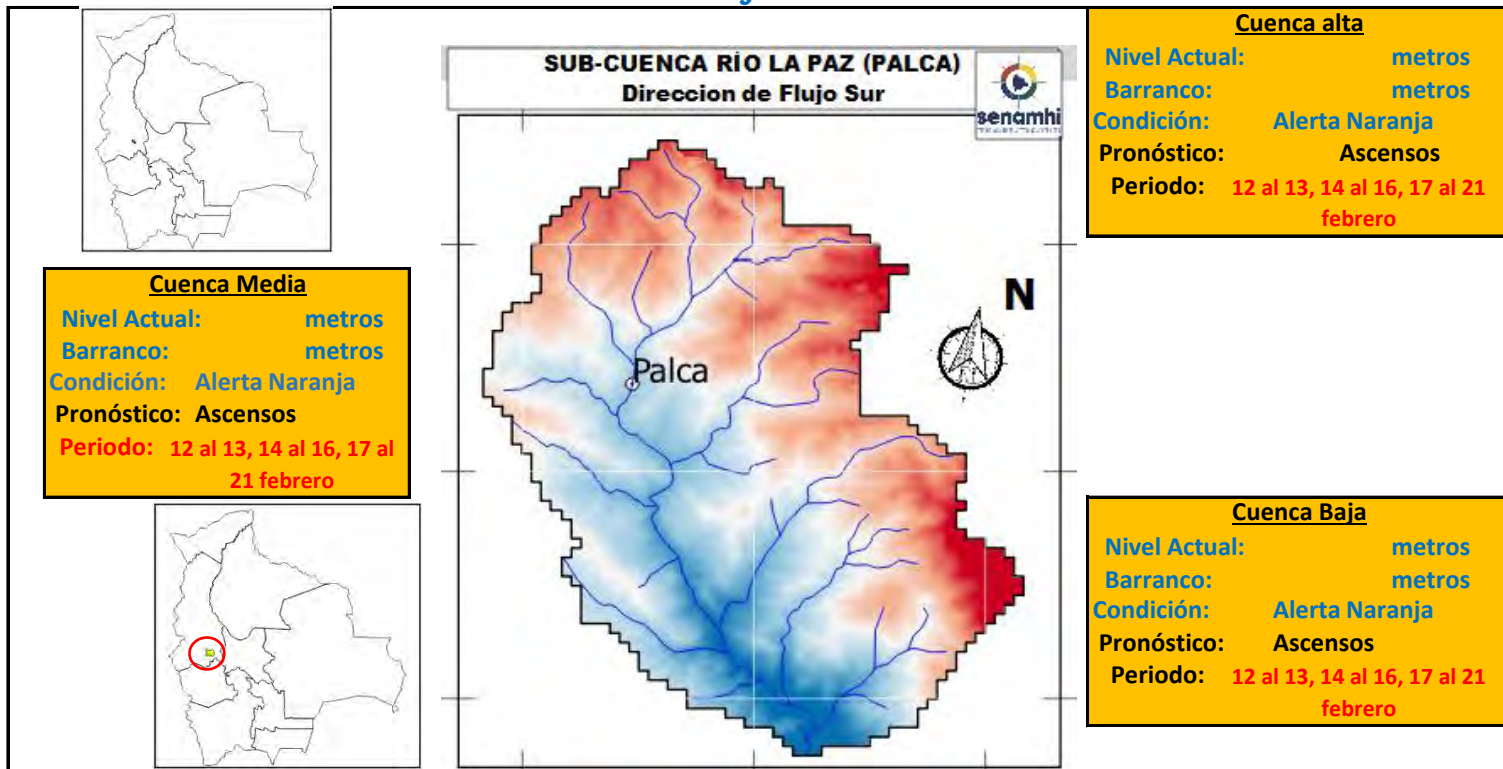 Cuenca alta
Nivel Actual: metros
Barranco: metros
Condición: Alerta Naranja
Pronóstico: Ascensos
Periodo: 12 al 13, 14 al 16, 17 al 21
febrero
SUB-CUENCA RÍO LA PAZ (PALCA)
Direccion de Flujo Sur
senamhi
N
Palca
Cuenca Media
Nivel Actual: metros
Barranco: metros
Condición: Alerta Naranja
Pronóstico: Ascensos
Periodo: 12 al 13, 14 al 16, 17 al
21 febrero
Cuenca Baja
Nivel Actual: metros
Barranco: metros
Condición: Alerta Naranja
Pronóstico: Ascensos
Periodo: 12 al 13, 14 al 16, 17 al 21
febrero